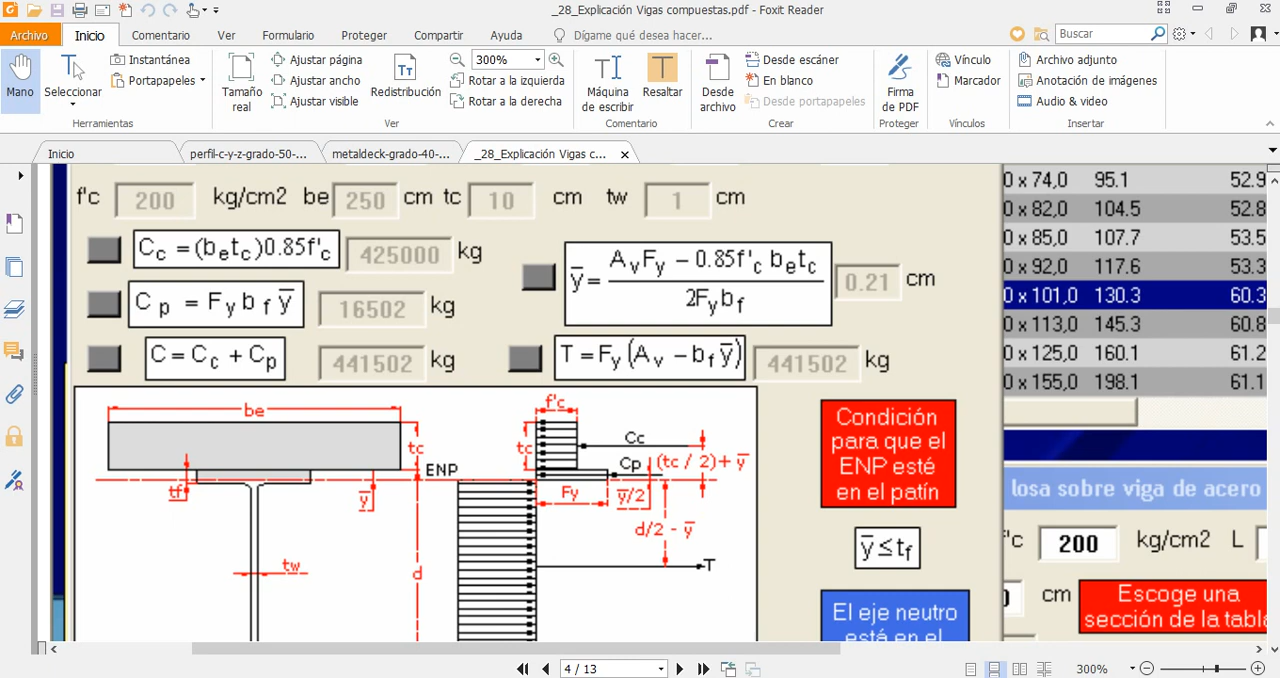 _28_Explicación Vigas compuestas.pdf - Foxit Reader
Archivo Inicio Comentario Ver Formulario Proteger Compartir Ayuda Dígame qué desea hacer... Buscar
Mano
Seleccionar
Instantánea
Portapapeles
Herramientas
Tamaño real
Ajustar página
Ajustar ancho
Ajustar visible
Redistribución
300%
Rotar a la izquierda
Rotar a la derecha
Ver
Máquina de escribir
Resaltar
Comentario
Desde archivo
Desde escáner
En blanco
Desde portapapeles
Crear
Firma de PDF
Proteger
Vínculo
Marcador
Vínculos
Archivo adjunto
Anotación de imágenes
Audio & video
Insertar
Inicio perfil-c-y-z-grado-50-... metaldeck-grado-40-... _28_Explicación Vigas c...
f'c 200 kg/cm2 be 250 cm tc 10 cm tw 1 cm
Cc = (betc)0.85f'c 425000 kg
Cp = Fy bf y̅ 16502 kg
y̅ = AvFy − 0.85f'c betc / 2Fybf 0.21 cm
C = Cc + Cp 441502 kg
T = Fy(Av − bf y̅) 441502 kg
be
tc
ENP
tf
y̅
tw
d
f'c
tc
Cc
Cp
(tc / 2) + y̅
Fy
y̅/2
d/2 - y̅
T
Condición
para que el
ENP esté
en el patín
y̅ ≤ tf
El eje neutro
está en el
0 x 74,0 95.1 52.9
0 x 82,0 104.5 52.8
0 x 85,0 107.7 53.5
0 x 92,0 117.6 53.3
0 x 101,0 130.3 60.3
0 x 113,0 145.3 60.8
0 x 125,0 160.1 61.2
0 x 155,0 198.1 61.1
losa sobre viga de acero
f'c 200 kg/cm2 L
cm
Escoge una
sección de la tabla
4 / 13
300%